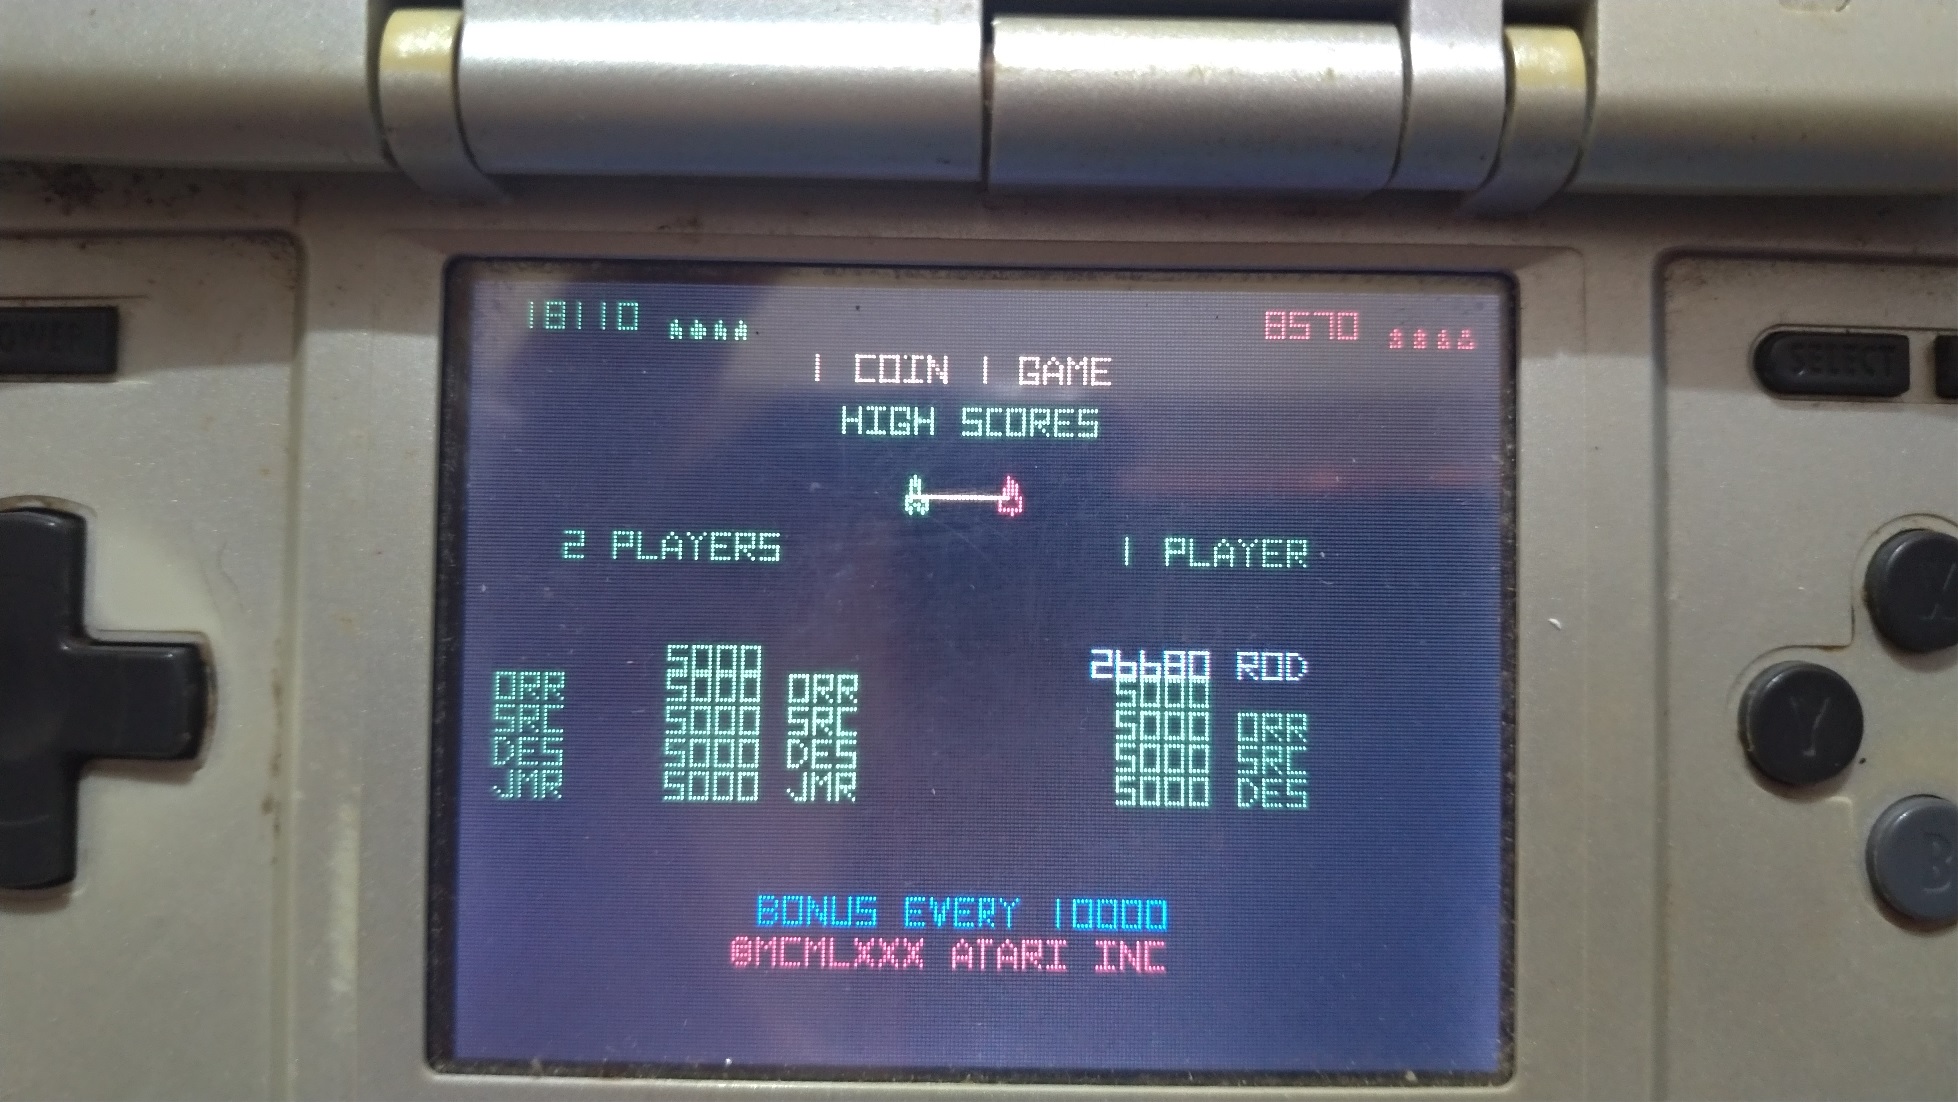 18110 8570
1 COIN 1 GAME
HIGH SCORES
2 PLAYERS 1 PLAYER
5000
26680 ROD
ORR 5000 ORR
5000
SRC 5000 SRC
5000 ORR
DES 5000 DES
5000 SRC
JMR 5000 JMR
5000 DES
BONUS EVERY 10000
©MCMLXXX ATARI INC
POWER
SELECT
Y
B